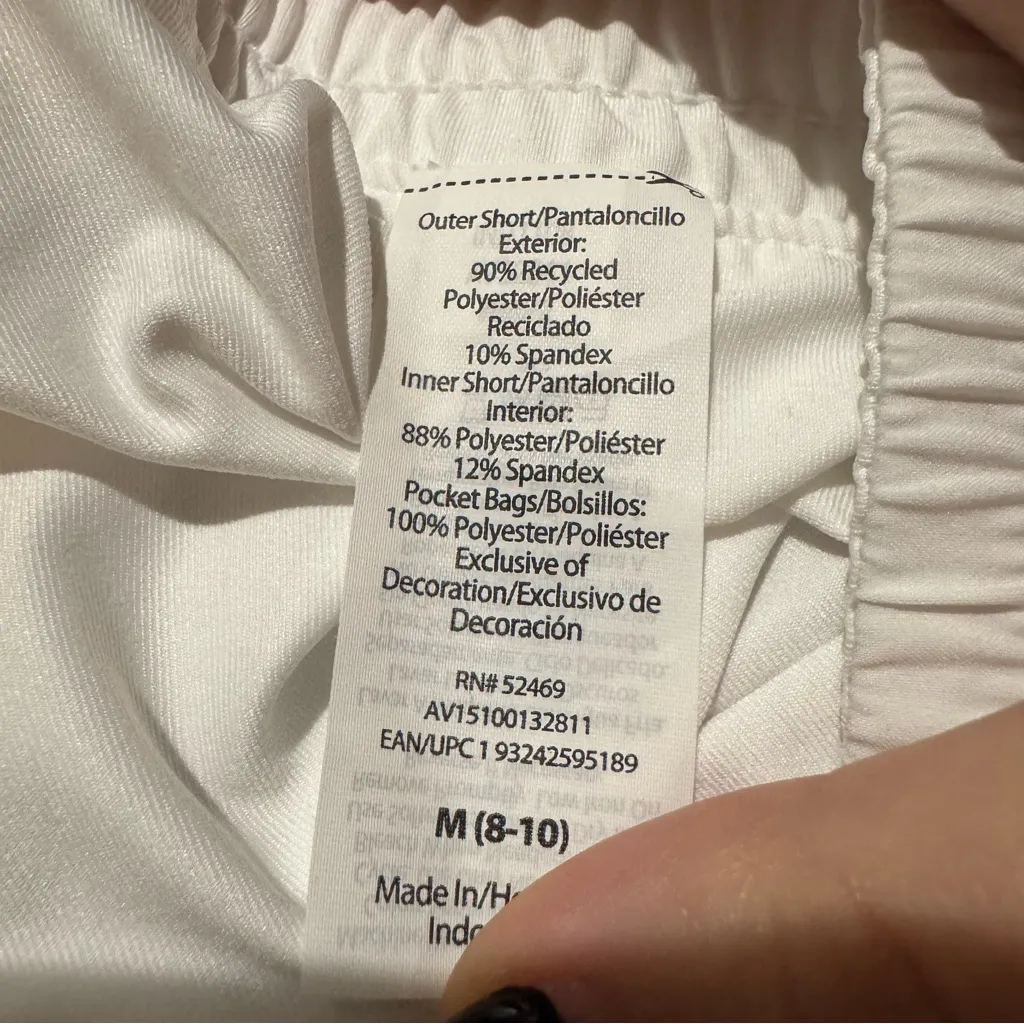 Outer Short/Pantaloncillo
Exterior:
90% Recycled
Polyester/Poliéster
Reciclado
10% Spandex
Inner Short/Pantaloncillo
Interior:
88% Polyester/Poliéster
12% Spandex
Pocket Bags/Bolsillos:
100% Polyester/Poliéster
Exclusive of
Decoration/Exclusivo de
Decoración
RN# 52469
AV15100132811
EAN/UPC 1 93242595189
M (8-10)
Made In/